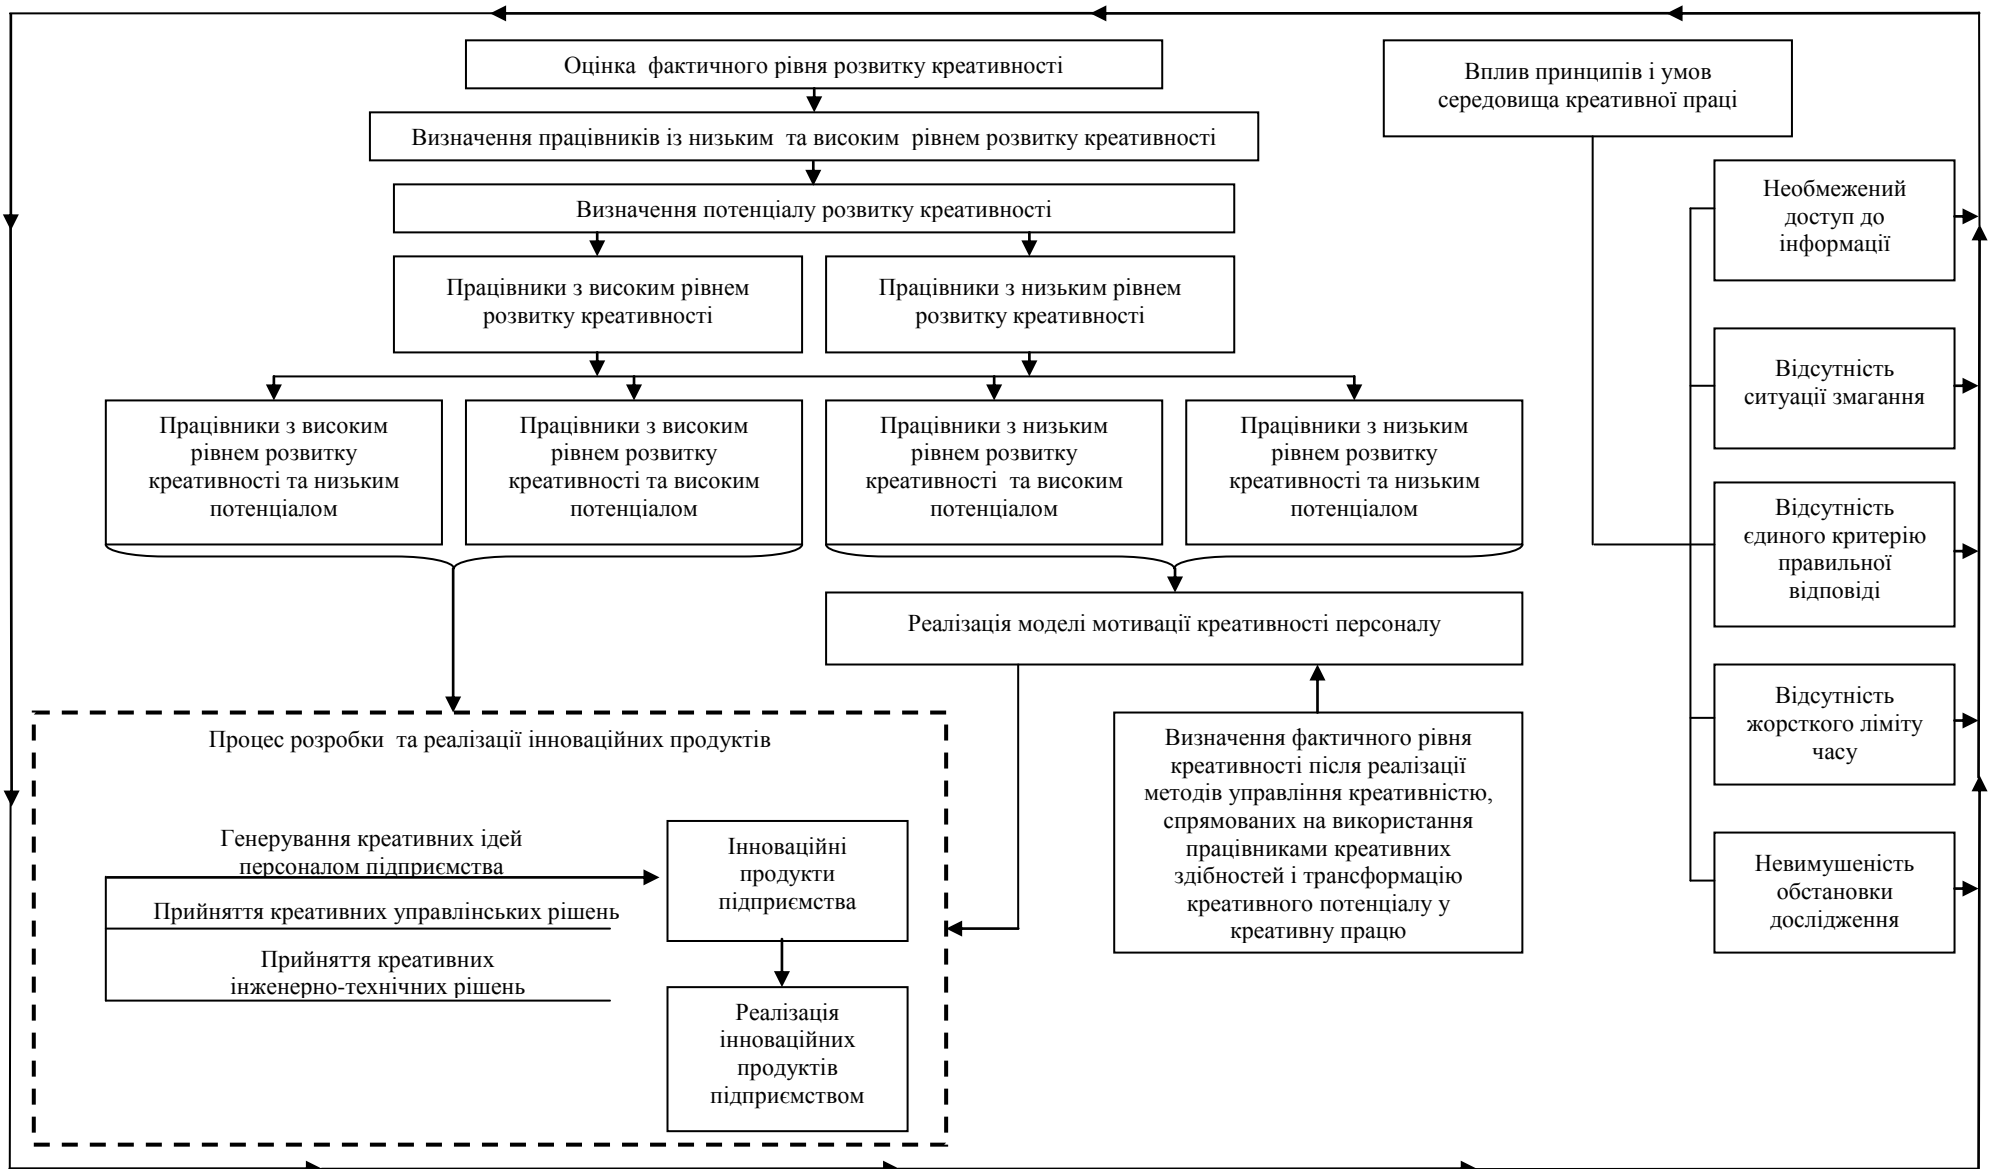 Оцінка фактичного рівня розвитку креативності
Вплив принципів і умов
середовища креативної праці
Визначення працівників із низьким та високим рівнем розвитку креативності
Визначення потенціалу розвитку креативності
Необмежений
доступ до
інформації
Працівники з високим рівнем
розвитку креативності
Працівники з низьким рівнем
розвитку креативності
Відсутність
ситуації змагання
Працівники з високим
рівнем розвитку
креативності та низьким
потенціалом
Працівники з високим
рівнем розвитку
креативності та високим
потенціалом
Працівники з низьким
рівнем розвитку
креативності та високим
потенціалом
Працівники з низьким
рівнем розвитку
креативності та низьким
потенціалом
Відсутність
єдиного критерію
правильної
відповіді
Реалізація моделі мотивації креативності персоналу
Відсутність
жорсткого ліміту
часу
Процес розробки та реалізації інноваційних продуктів
Визначення фактичного рівня
креативності після реалізації
методів управління креативністю,
спрямованих на використання
працівниками креативних
здібностей і трансформацію
креативного потенціалу у
креативну працю
Генерування креативних ідей
персоналом підприємства
Прийняття креативних управлінських рішень
Прийняття креативних
інженерно-технічних рішень
Інноваційні
продукти
підприємства
Невимушеність
обстановки
дослідження
Реалізація
інноваційних
продуктів
підприємством